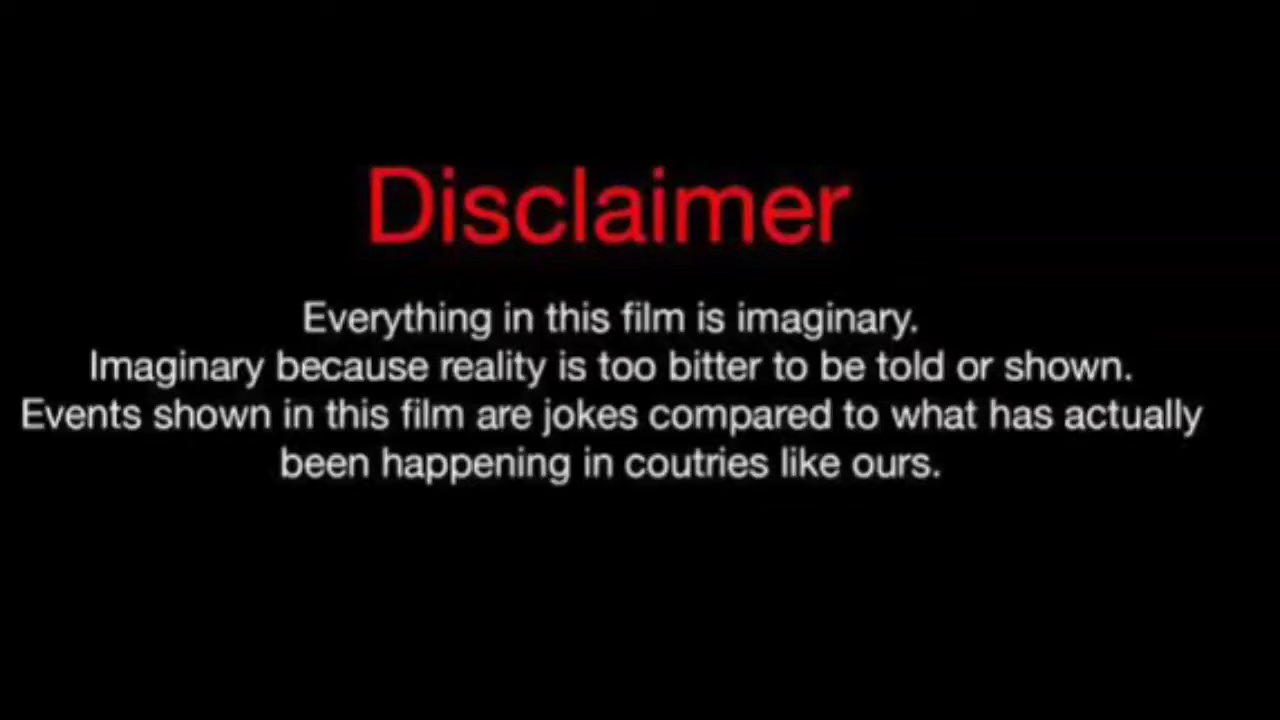 Disclaimer
Everything in this film is imaginary.
Imaginary because reality is too bitter to be told or shown.
Events shown in this film are jokes compared to what has actually
been happening in coutries like ours.